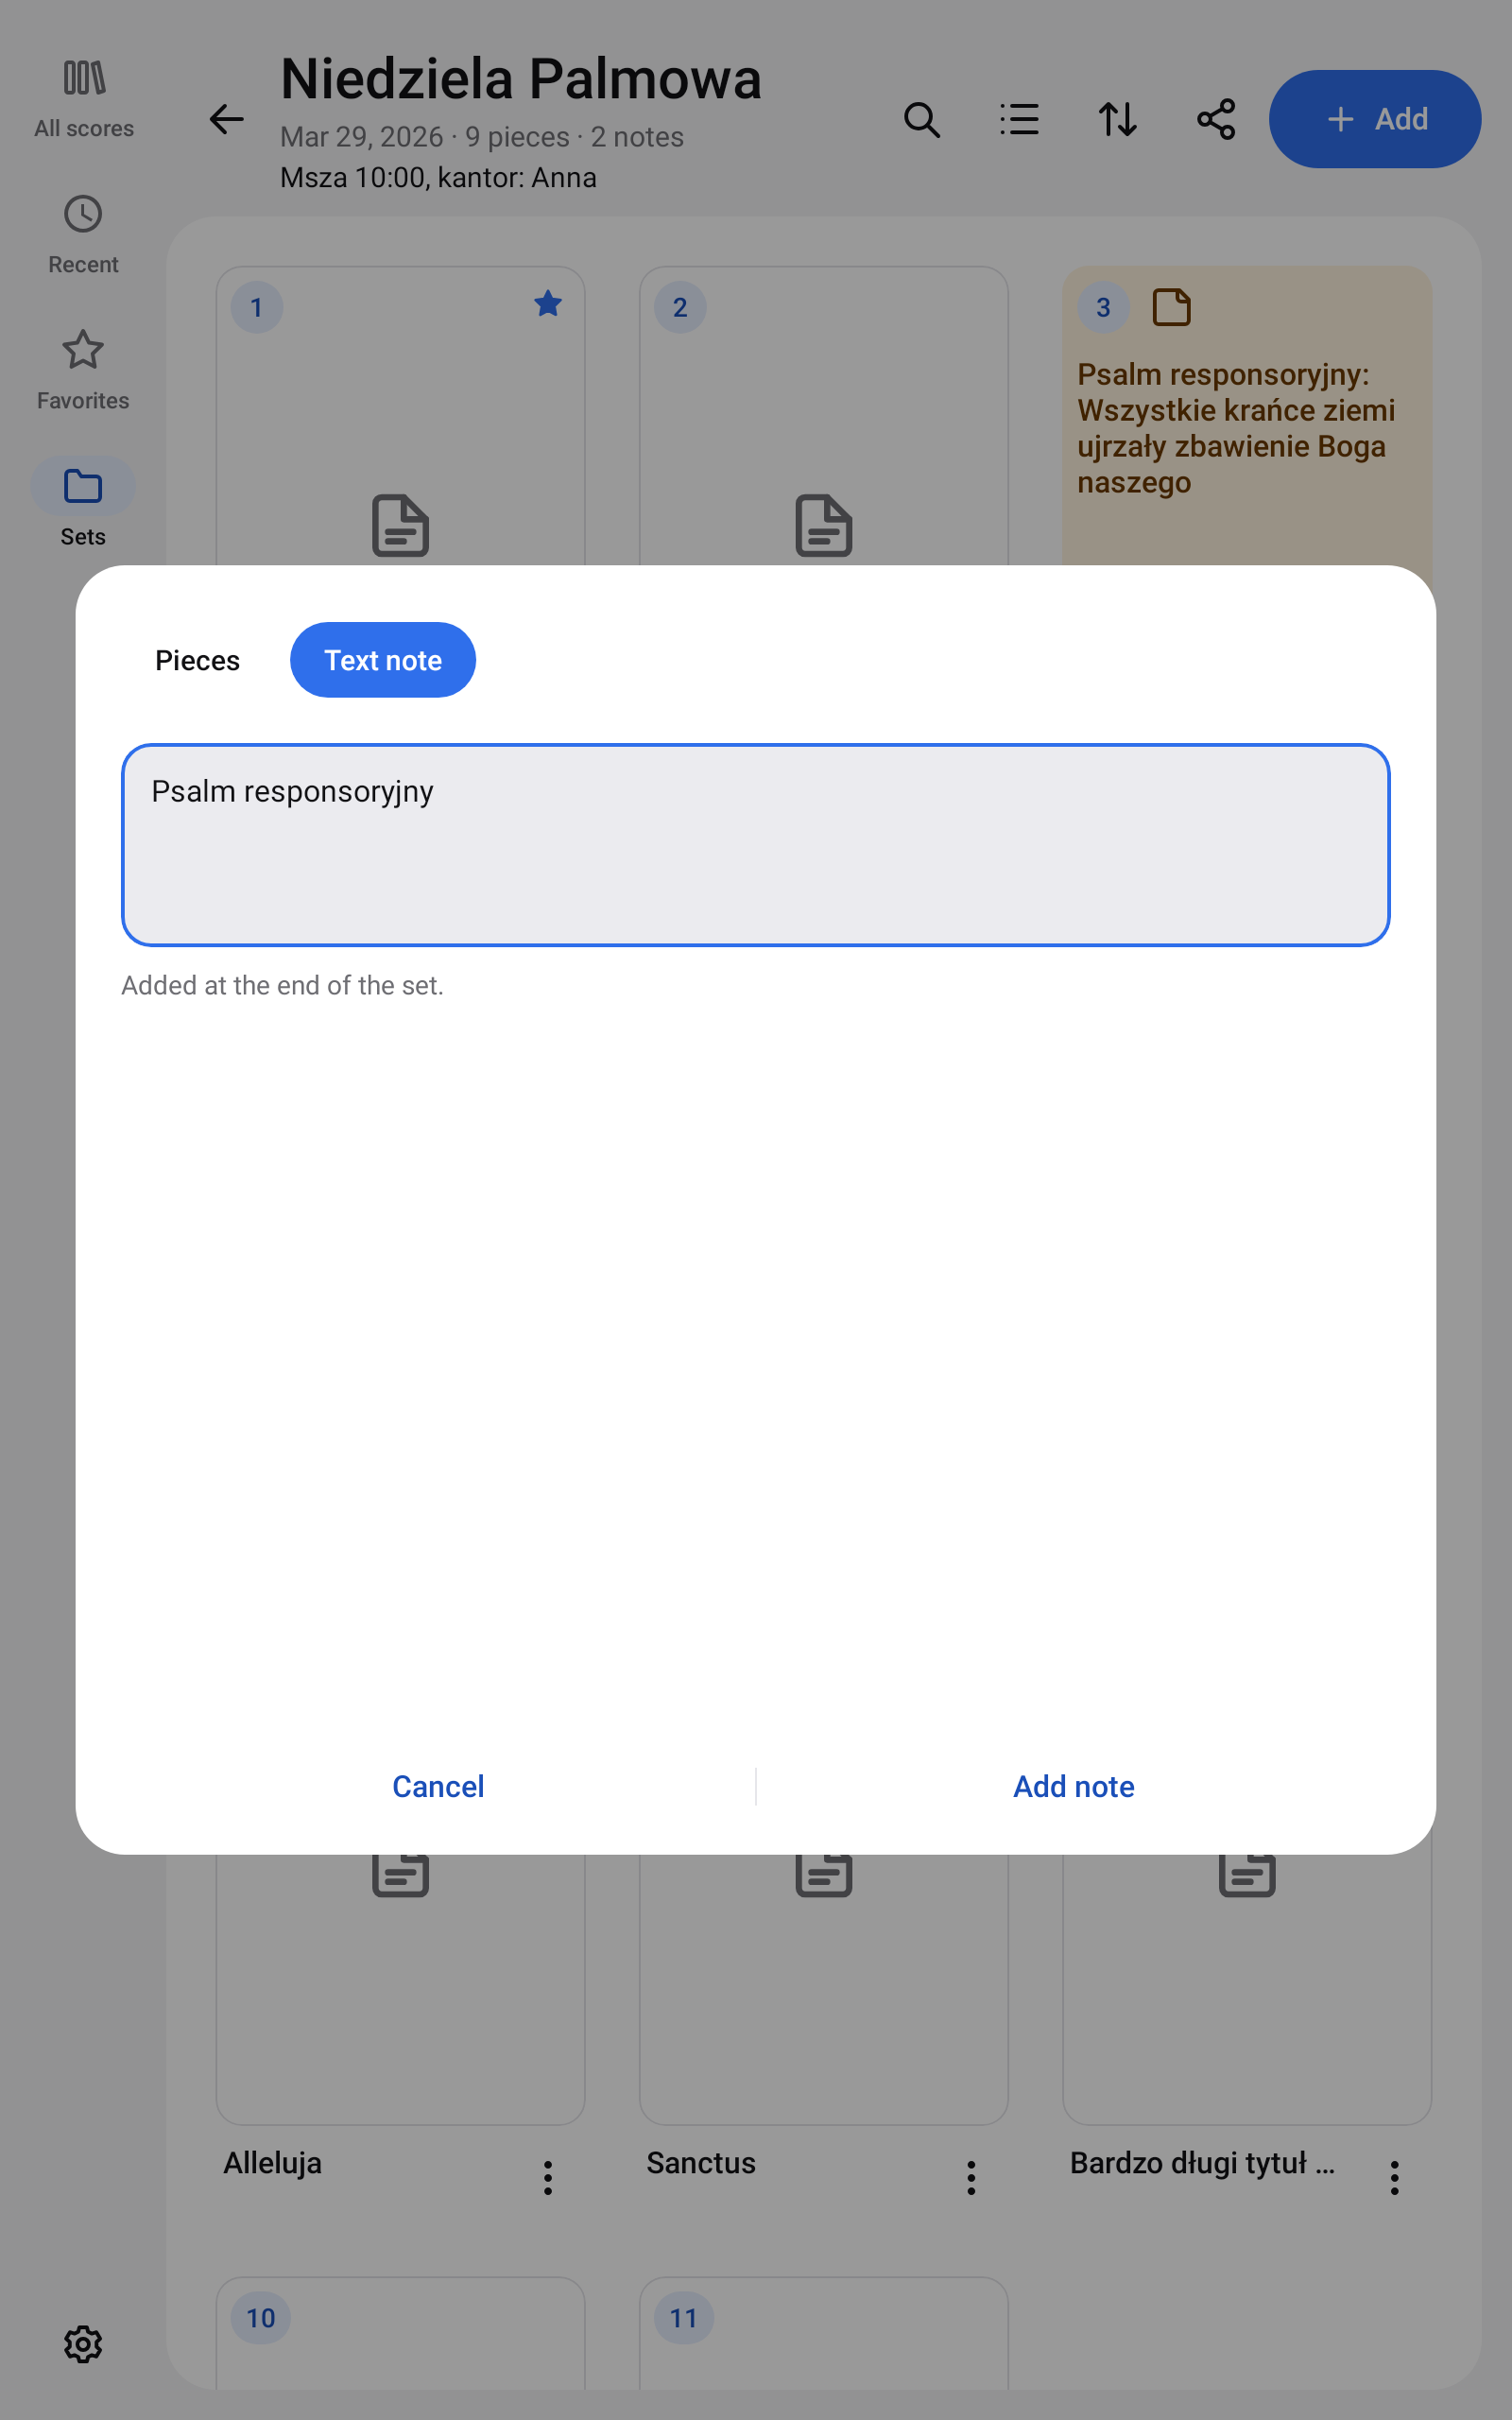 All scores
Recent
Favorites
Sets
Niedziela Palmowa
Mar 29, 2026 · 9 pieces · 2 notes
Msza 10:00, kantor: Anna
+ Add
1
2
3
Psalm responsoryjny:
Wszystkie krańce ziemi
ujrzały zbawienie Boga
naszego
Pieces
Text note
Psalm responsoryjny
Added at the end of the set.
Cancel
Add note
Alleluja
Sanctus
Bardzo długi tytuł ...
10
11